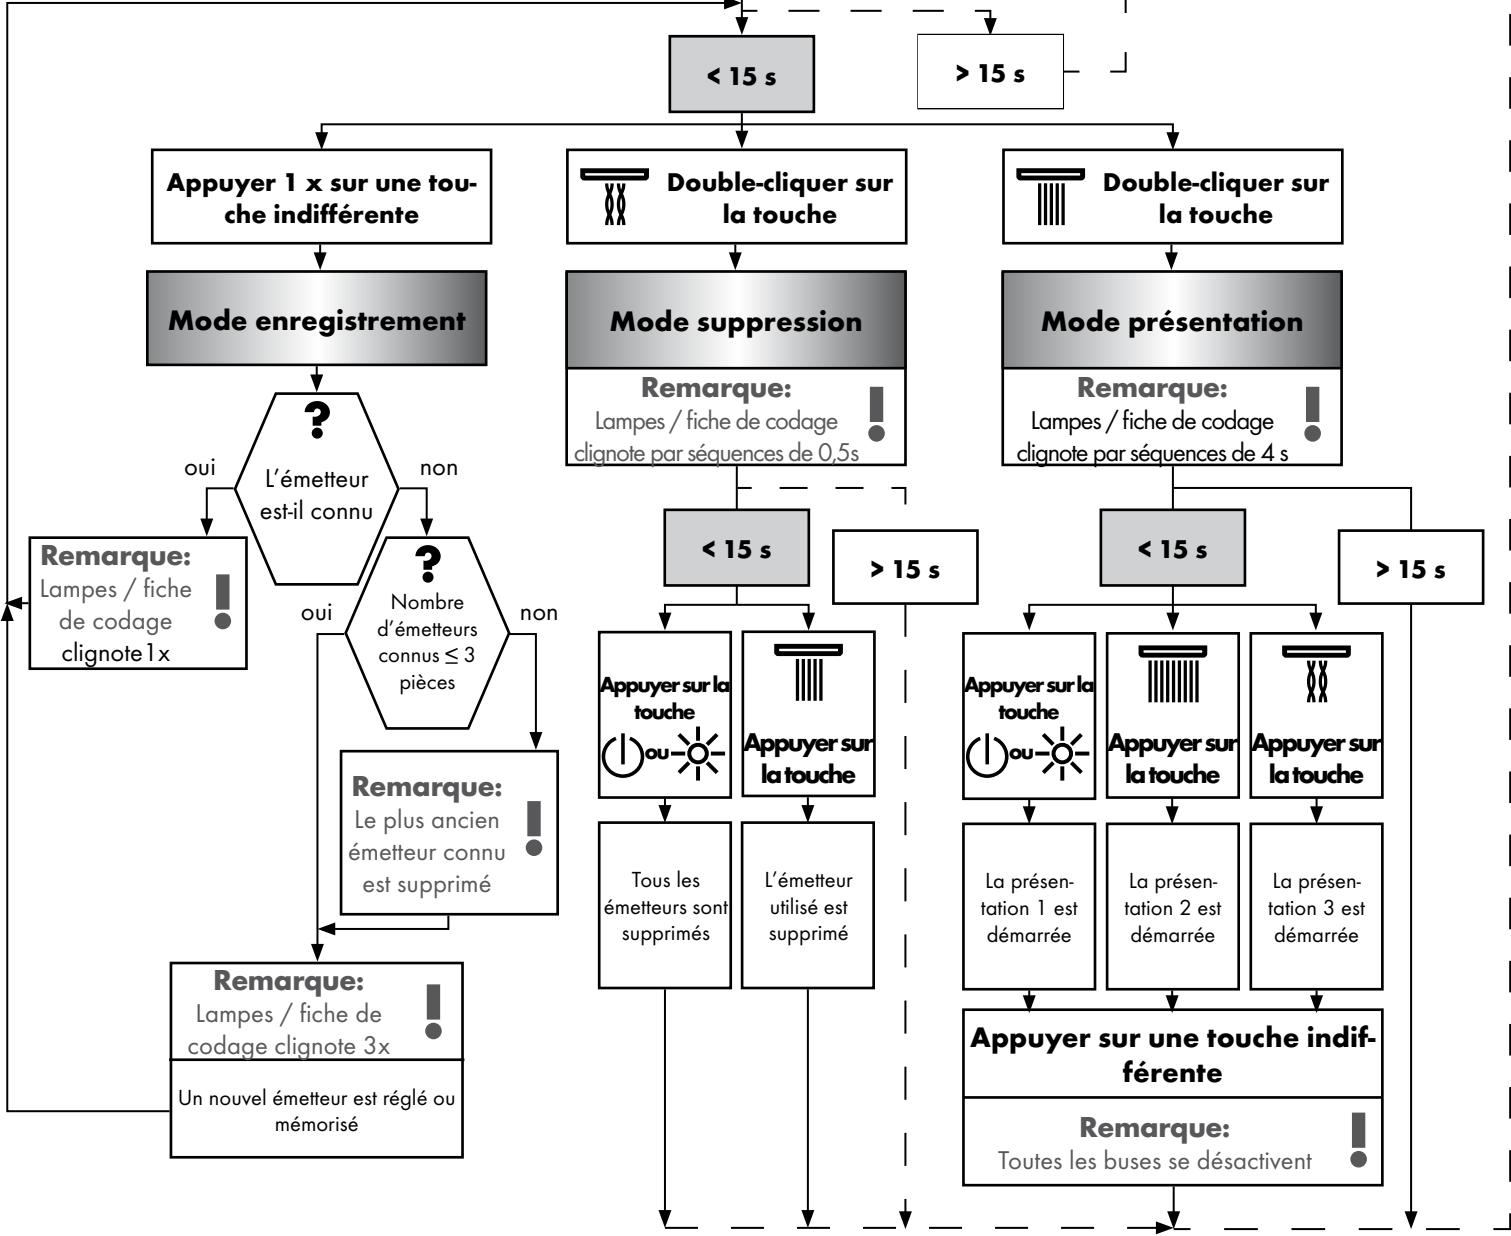 < 15 s
> 15 s
Appuyer 1 x sur une tou-
che indifférente
Double-cliquer sur
la touche
Double-cliquer sur
la touche
Mode enregistrement
Mode suppression
Remarque:
Lampes / fiche de codage
clignote par séquences de 0,5s
Mode présentation
Remarque:
Lampes / fiche de codage
clignote par séquences de 4 s
?
L'émetteur
est-il connu
oui
non
Remarque:
Lampes / fiche
de codage
clignote1x
?
Nombre
d'émetteurs
connus ≤ 3
pièces
oui
non
Remarque:
Le plus ancien
émetteur connu
est supprimé
Remarque:
Lampes / fiche de
codage clignote 3x
Un nouvel émetteur est réglé ou
mémorisé
< 15 s
> 15 s
Appuyer sur la
touche
ou
Appuyer sur
la touche
Tous les
émetteurs sont
supprimés
L'émetteur
utilisé est
supprimé
< 15 s
> 15 s
Appuyer sur la
touche
ou
Appuyer sur
la touche
Appuyer sur
la touche
La présen-
tation 1 est
démarrée
La présen-
tation 2 est
démarrée
La présen-
tation 3 est
démarrée
Appuyer sur une touche indif-
férente
Remarque:
Toutes les buses se désactivent